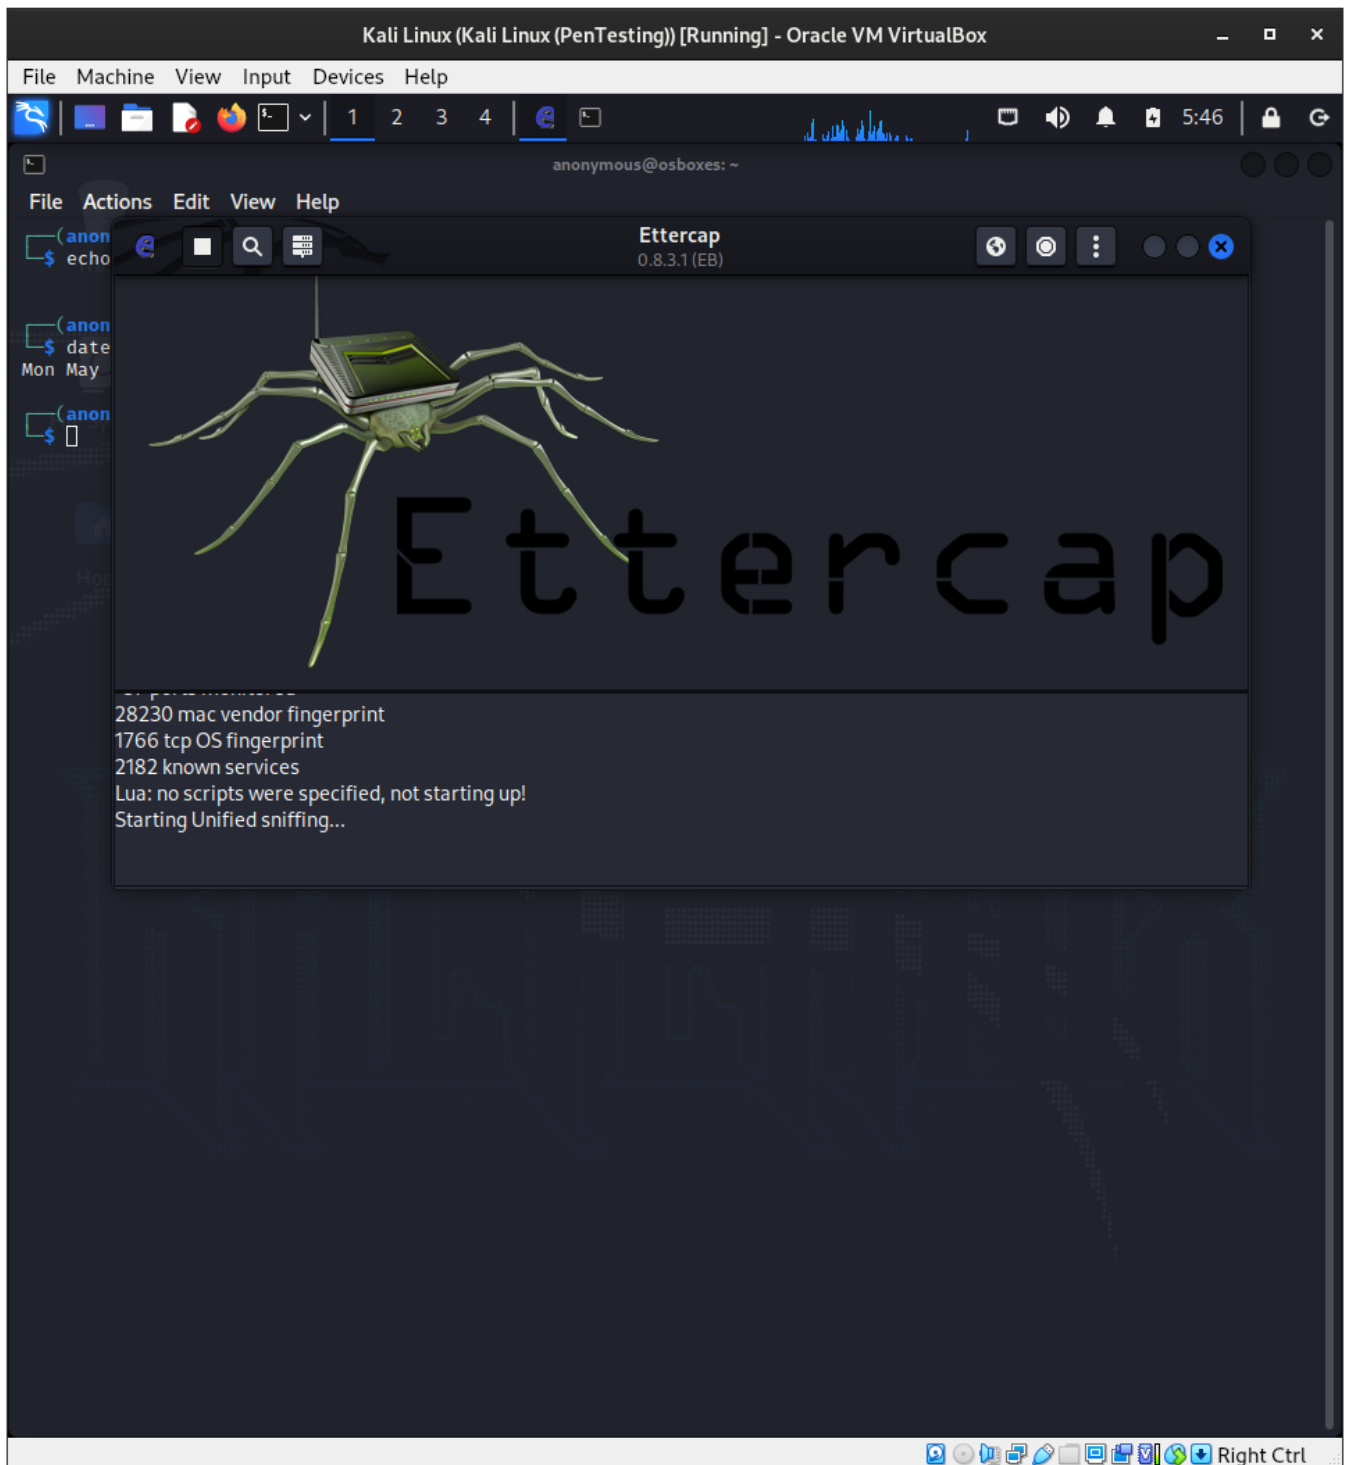 Kali Linux (Kali Linux (PenTesting)) [Running] - Oracle VM VirtualBox
File Machine View Input Devices Help
1 2 3 4 5:46
anonymous@osboxes: ~
File Actions Edit View Help
Ettercap
0.8.3.1 (EB)
(anon
$ echo
(anon
$ date
Mon May
(anon
$
Ettercap
ports monitored
28230 mac vendor fingerprint
1766 tcp OS fingerprint
2182 known services
Lua: no scripts were specified, not starting up!
Starting Unified sniffing...
Right Ctrl